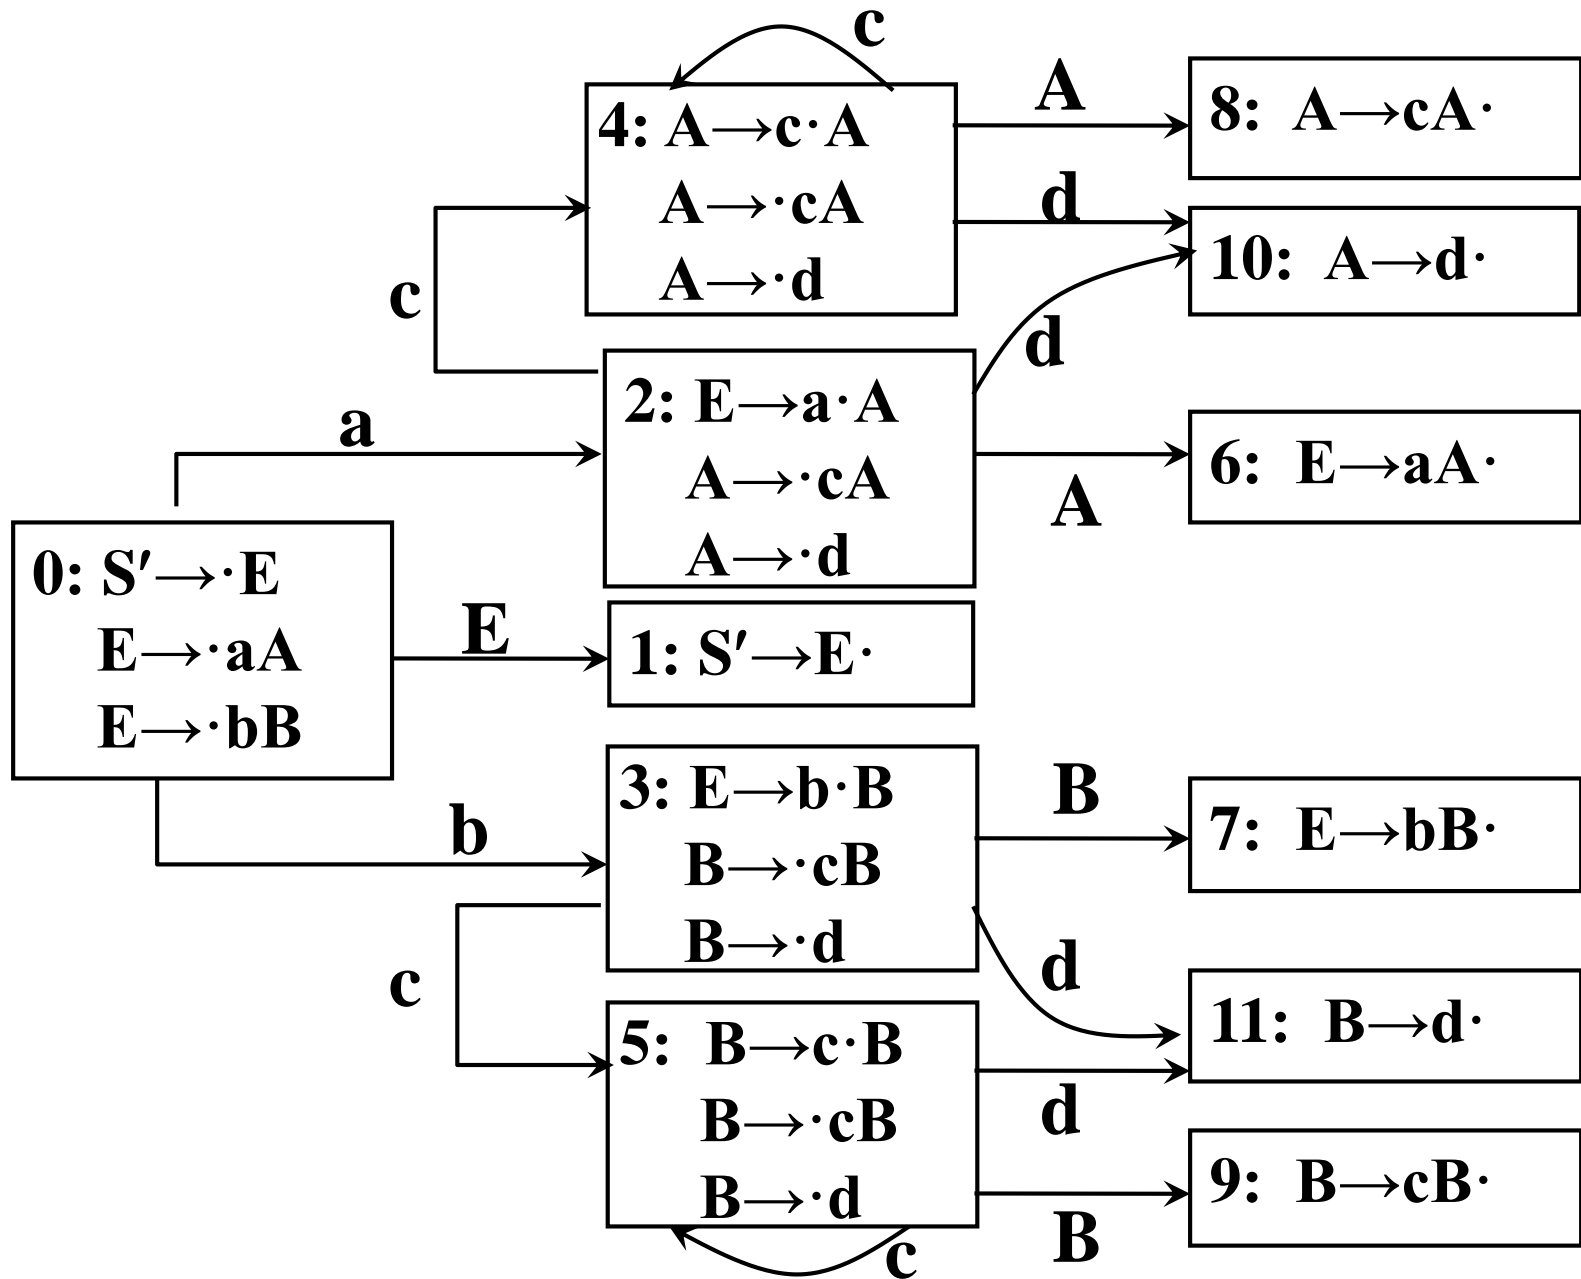 c
4: A→c·A
A→·cA
A→·d
A
8: A→cA·
d
10: A→d·
c
d
2: E→a·A
A→·cA
A→·d
a
A
6: E→aA·
0: S′→·E
E→·aA
E→·bB
E
1: S′→E·
b
3: E→b·B
B→·cB
B→·d
B
7: E→bB·
c
d
11: B→d·
5: B→c·B
B→·cB
B→·d
d
9: B→cB·
B
c